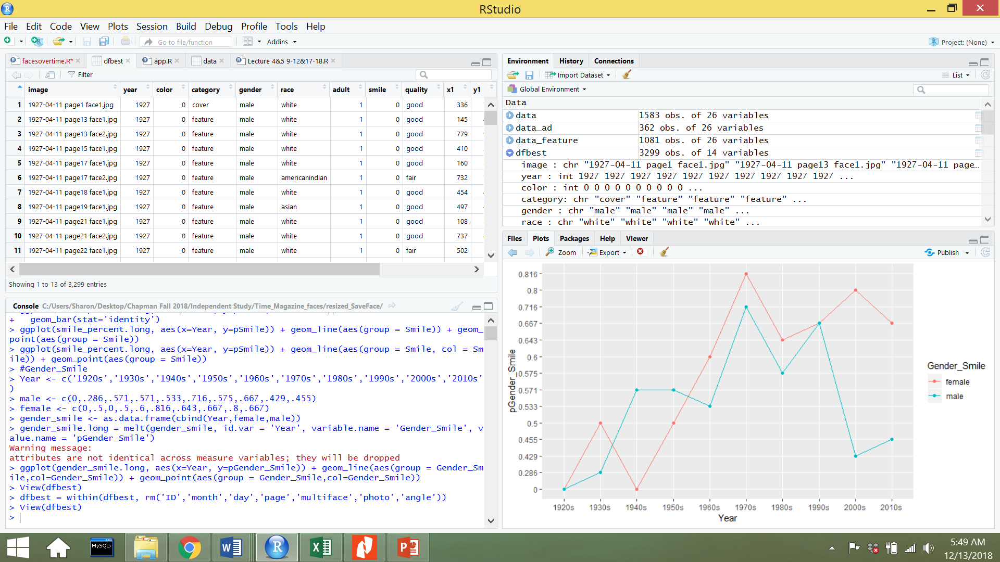 RStudio
File Edit Code View Plots Session Build Debug Profile Tools Help
Go to file/function Addins Project: (None)
facesovertime.R* dfbest app.R data Lecture 4&5 9-12&17-18.R
Filter
image year color category gender race adult smile quality x1 y1
1 1927-04-11 page1 face1.jpg 1927 0 cover male white 1 0 good 336
2 1927-04-11 page13 face1.jpg 1927 0 feature male white 1 0 good 145
3 1927-04-11 page13 face2.jpg 1927 0 feature male white 1 0 good 779
4 1927-04-11 page15 face1.jpg 1927 0 feature male white 1 0 good 410
5 1927-04-11 page17 face1.jpg 1927 0 feature male white 1 0 good 160
6 1927-04-11 page17 face2.jpg 1927 0 feature male americanindian 1 0 fair 732
7 1927-04-11 page18 face1.jpg 1927 0 feature male white 1 0 good 454
8 1927-04-11 page19 face1.jpg 1927 0 feature male asian 1 0 good 497
9 1927-04-11 page21 face1.jpg 1927 0 feature male white 1 0 good 108
10 1927-04-11 page21 face2.jpg 1927 0 feature male white 1 0 good 737
11 1927-04-11 page22 face1.jpg 1927 0 feature male white 1 0 fair 502
Showing 1 to 13 of 3,299 entries
Console C:/Users/Sharon/Desktop/Chapman Fall 2018/Independent Study/Time_Magazine_faces/resized_SaveFace/
+   geom_bar(stat='identity')
> ggplot(smile_percent.long, aes(x=Year, y=pSmile)) + geom_line(aes(group = Smile)) + geom_
point(aes(group = Smile))
> ggplot(smile_percent.long, aes(x=Year, y=pSmile)) + geom_line(aes(group = Smile, col = Sm
ile)) + geom_point(aes(group = Smile))
> #Gender_Smile
> Year <- c('1920s','1930s','1940s','1950s','1960s','1970s','1980s','1990s','2000s','2010s'
)
> male <- c(0,.286,.571,.571,.533,.716,.575,.667,.429,.455)
> female <- c(0,.5,0,.5,.6,.816,.643,.667,.8,.667)
> gender_smile <- as.data.frame(cbind(Year,female,male))
> gender_smile.long = melt(gender_smile, id.var = 'Year', variable.name = 'Gender_Smile', v
alue.name = 'pGender_Smile')
Warning message:
attributes are not identical across measure variables; they will be dropped
> ggplot(gender_smile.long, aes(x=Year, y=pGender_Smile)) + geom_line(aes(group = Gender_Sm
ile,col=Gender_Smile)) + geom_point(aes(group = Gender_Smile,col=Gender_Smile))
> View(dfbest)
> dfbest = within(dfbest, rm('ID','month','day','page','multiface','photo','angle'))
> View(dfbest)
>
Environment History Connections
Import Dataset List
Global Environment
Data
data 1583 obs. of 26 variables
data_ad 362 obs. of 26 variables
data_feature 1081 obs. of 26 variables
dfbest 3299 obs. of 14 variables
image : chr "1927-04-11 page1 face1.jpg" "1927-04-11 page13 face1.jpg" "1927-04-11 page…
year : int 1927 1927 1927 1927 1927 1927 1927 1927 1927 1927 ...
color : int 0 0 0 0 0 0 0 0 0 0 ...
category: chr "cover" "feature" "feature" "feature" ...
gender : chr "male" "male" "male" "male" ...
race : chr "white" "white" "white" "white" ...
Files Plots Packages Help Viewer
Zoom Export Publish
0.816
0.8
0.716
0.667
0.643
0.6
0.575
0.571
0.533
0.5
0.455
0.429
0.286
0
pGender_Smile
1920s 1930s 1940s 1950s 1960s 1970s 1980s 1990s 2000s 2010s
Year
Gender_Smile
female
male
MySQL>
5:49 AM
12/13/2018